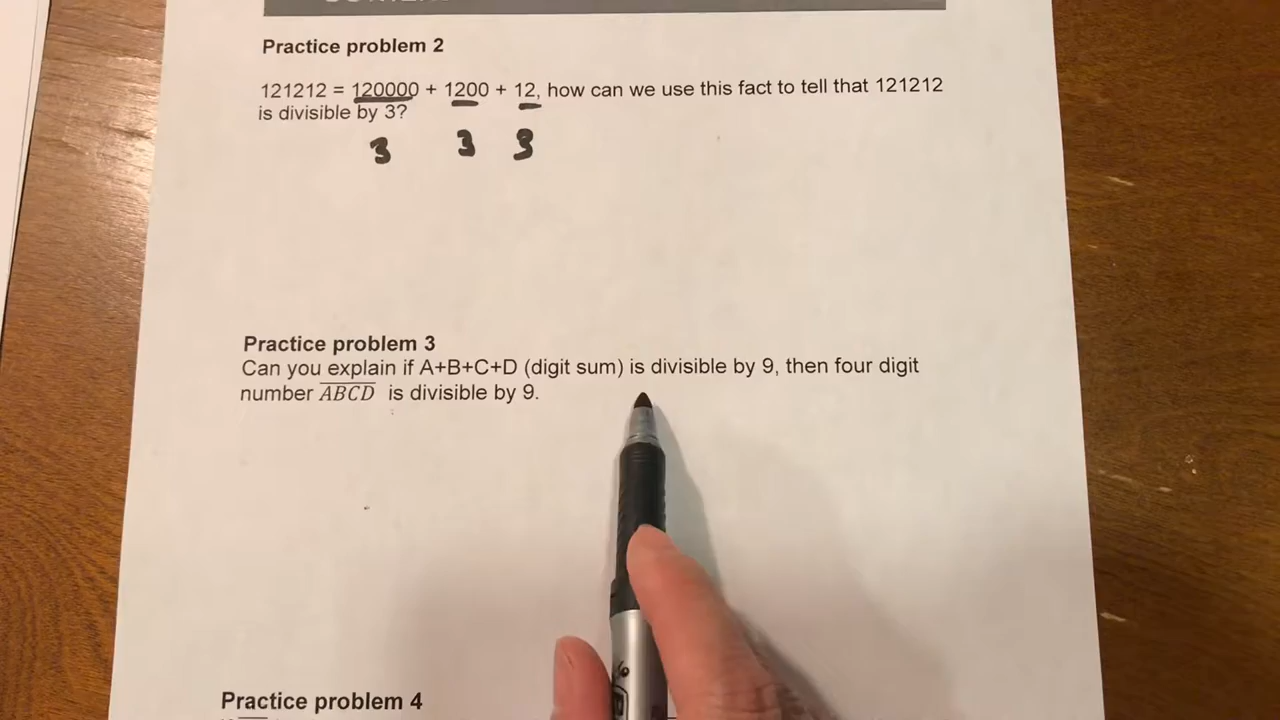 Practice problem 2
121212 = 120000 + 1200 + 12, how can we use this fact to tell that 121212
is divisible by 3?
3 3 3
Practice problem 3
Can you explain if A+B+C+D (digit sum) is divisible by 9, then four digit
number ABCD is divisible by 9.
Practice problem 4